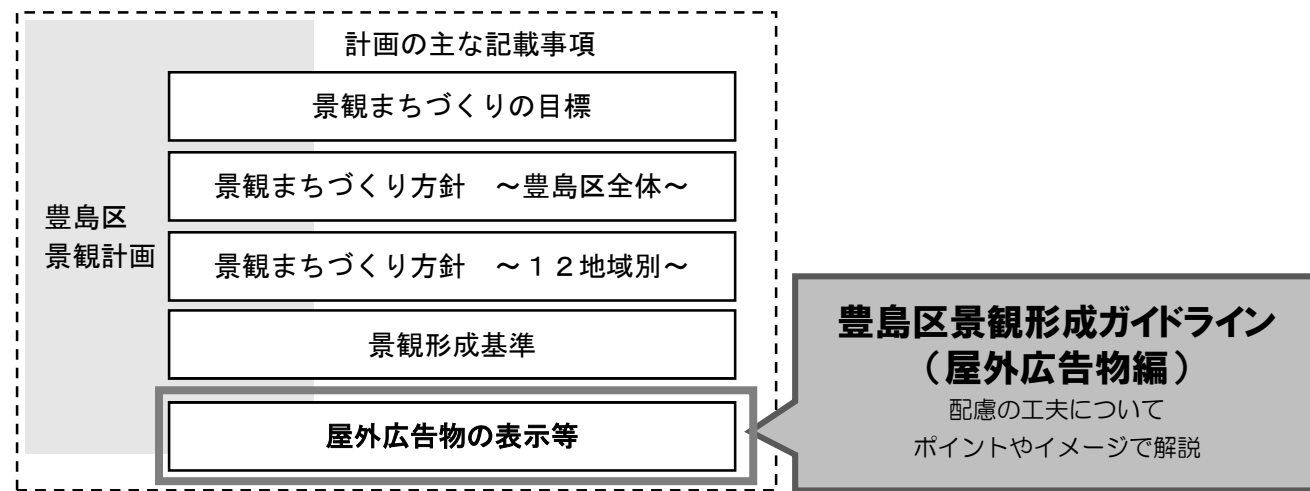 計画の主な記載事項
豊島区
景観計画
景観まちづくりの目標
景観まちづくり方針　～豊島区全体～
景観まちづくり方針　～１２地域別～
景観形成基準
屋外広告物の表示等
豊島区景観形成ガイドライン
（屋外広告物編）
配慮の工夫について
ポイントやイメージで解説